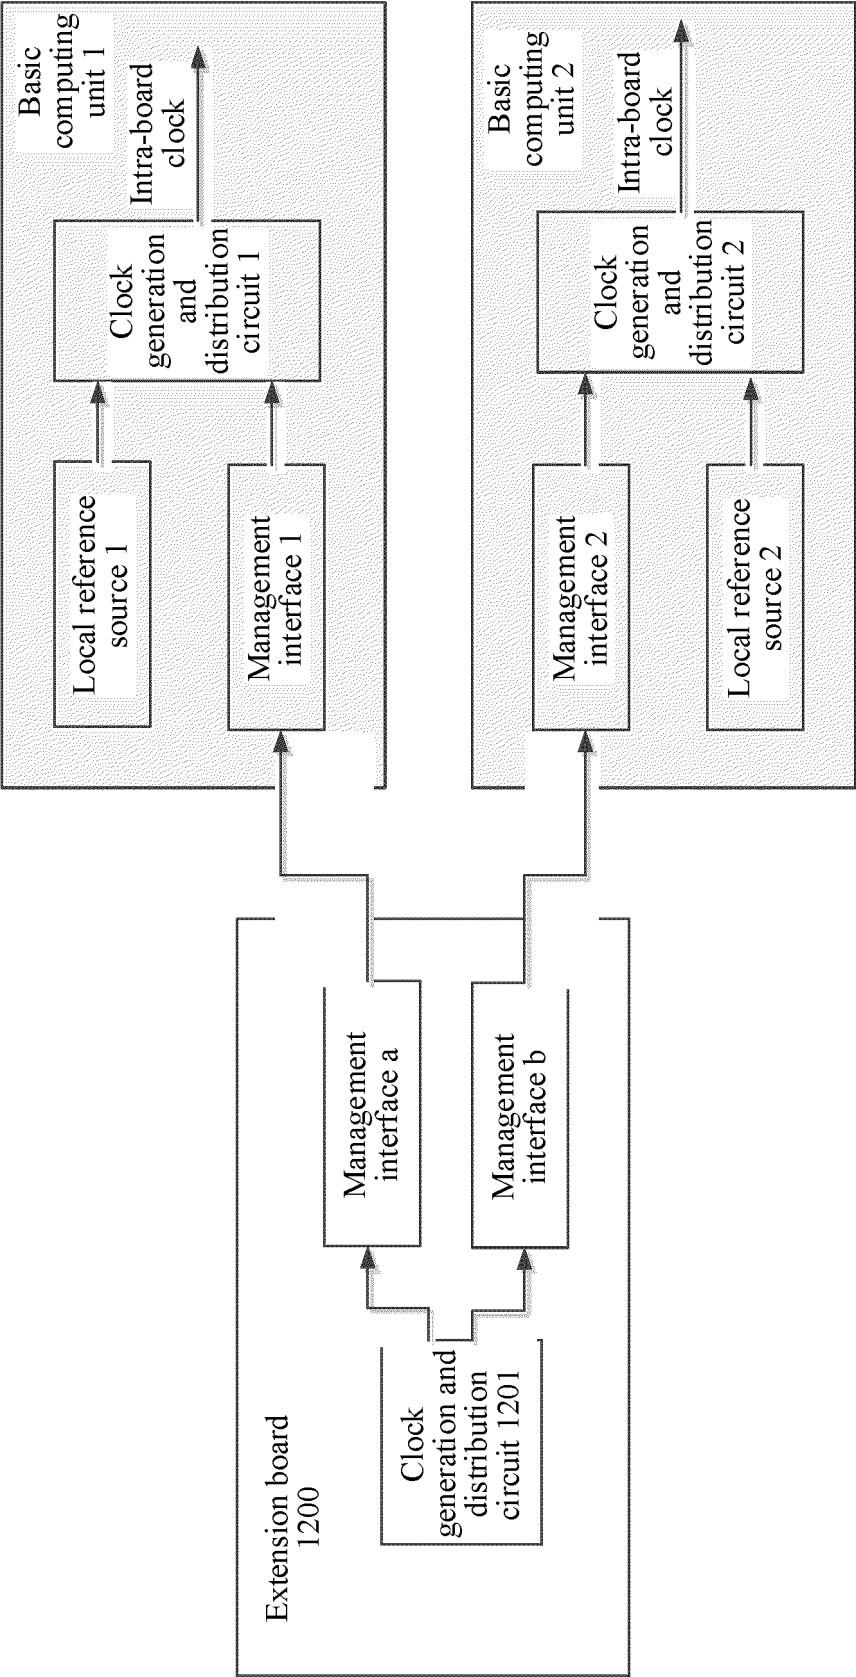 Extension board
1200
Clock
generation and
distribution
circuit 1201
Management
interface a
Management
interface b
Basic
computing
unit 1
Local reference
source 1
Management
interface 1
Clock
generation
and
distribution
circuit 1
Intra-board
clock
Basic
computing
unit 2
Management
interface 2
Local reference
source 2
Clock
generation
and
distribution
circuit 2
Intra-board
clock